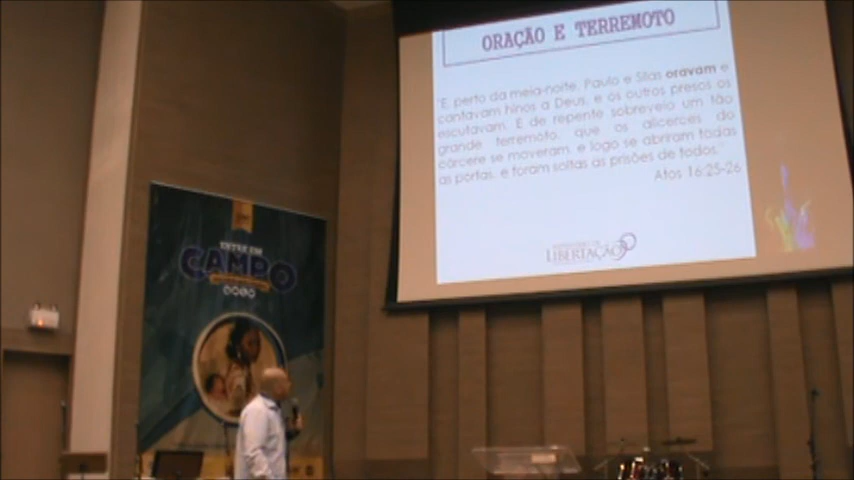 ORAÇÃO E TERREMOTO
"E, perto da meia-noite, Paulo e Silas oravam e
cantavam hinos a Deus, e os outros presos os
escutavam. E de repente sobreveio um tão
grande terremoto, que os alicerces do
cárcere se moveram, e logo se abriram todas
as portas, e foram soltas as prisões de todos."
Atos 16:25-26
LIBERTAÇÃO
ENTRE EM
CAMPO